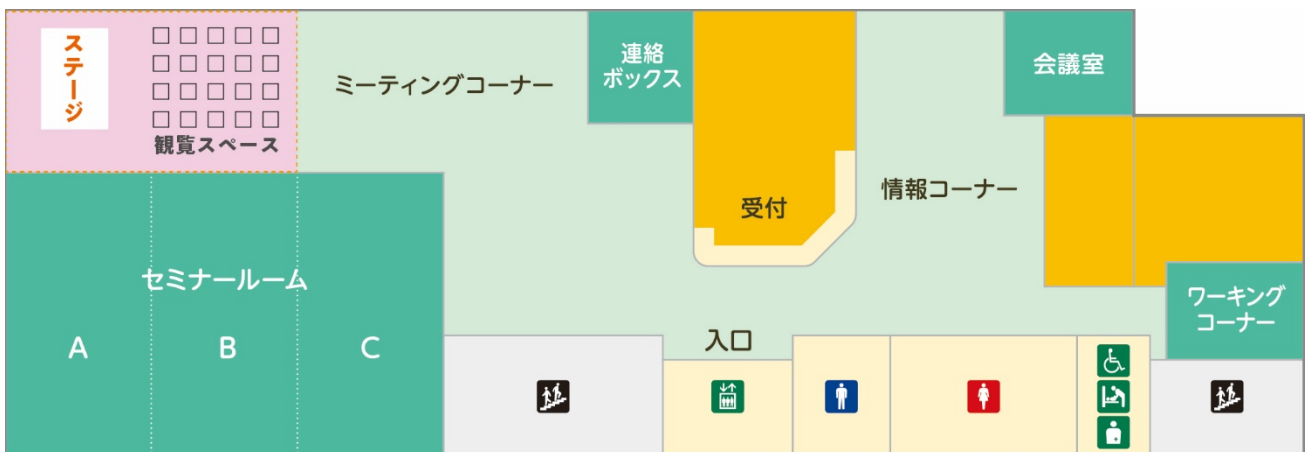 ステージ
観覧スペース
ミーティングコーナー
連絡
ボックス
会議室
受付
情報コーナー
セミナールーム
A
B
C
入口
ワーキング
コーナー